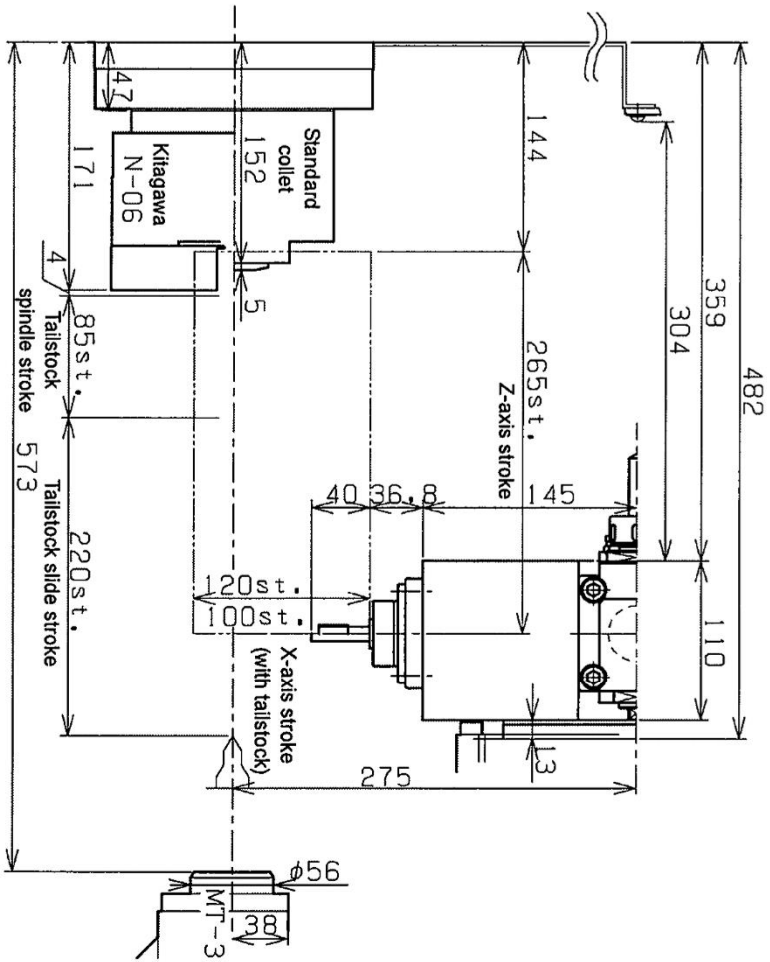 47
171
4
Kitagawa
N-06
152
Standard
collet
5
144
359
304
482
85st.
Tailstock
spindle stroke
573
220st.
Tailstock slide stroke
265st.
Z-axis stroke
40
36.8
145
120st.
100st.
X-axis stroke
(with tailstock)
110
13
275
φ56
MT-3
38